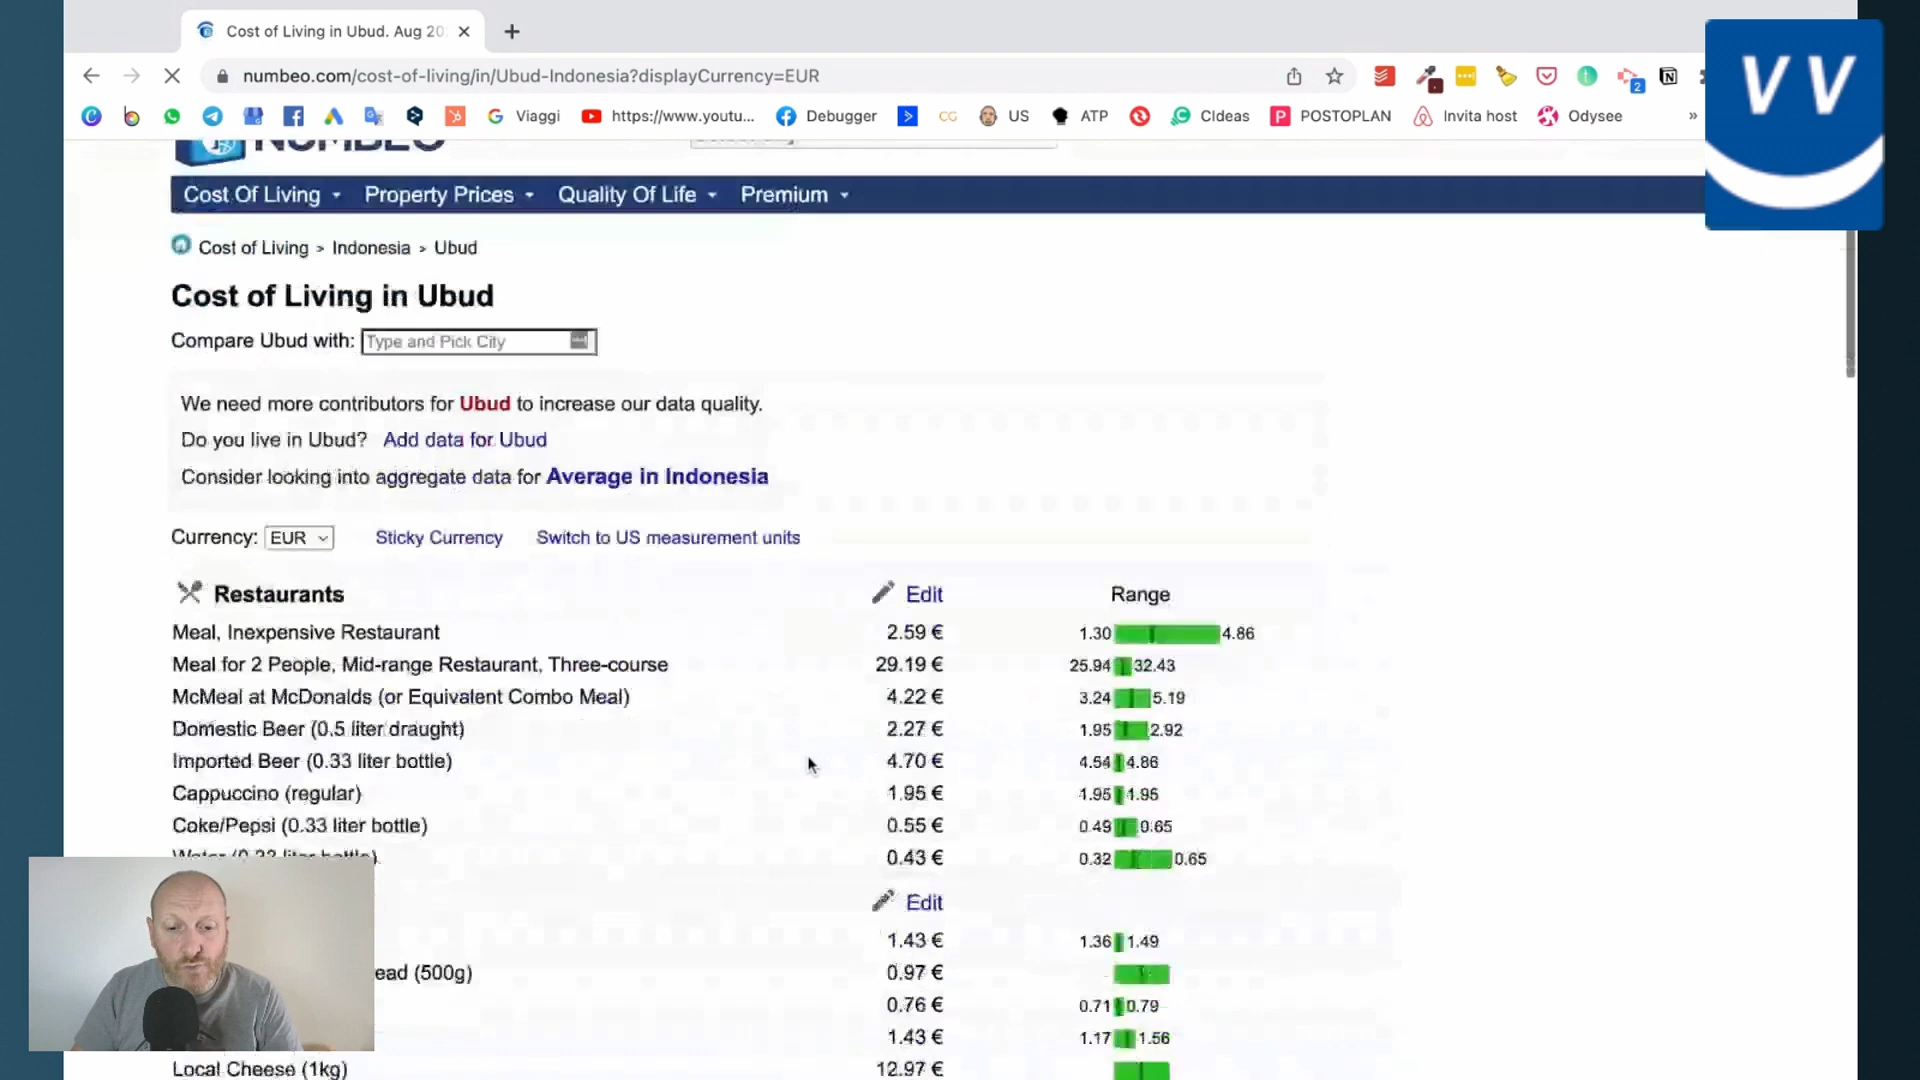 Cost of Living in Ubud. Aug 20
numbeo.com/cost-of-living/in/Ubud-Indonesia?displayCurrency=EUR
2
Viaggi
https://www.youtu...
Debugger
CG
US
ATP
CIdeas
POSTOPLAN
Invita host
Odysee
»
VV
NUMBEO
Cost Of Living
Property Prices
Quality Of Life
Premium
Cost of Living > Indonesia > Ubud
Cost of Living in Ubud
Compare Ubud with: Type and Pick City
We need more contributors for Ubud to increase our data quality.
Do you live in Ubud? Add data for Ubud
Consider looking into aggregate data for Average in Indonesia
Currency: EUR Sticky Currency Switch to US measurement units
Restaurants Edit Range
Meal, Inexpensive Restaurant 2.59 € 1.30 4.86
Meal for 2 People, Mid-range Restaurant, Three-course 29.19 € 25.94 32.43
McMeal at McDonalds (or Equivalent Combo Meal) 4.22 € 3.24 5.19
Domestic Beer (0.5 liter draught) 2.27 € 1.95 2.92
Imported Beer (0.33 liter bottle) 4.70 € 4.54 4.86
Cappuccino (regular) 1.95 € 1.95 1.95
Coke/Pepsi (0.33 liter bottle) 0.55 € 0.49 0.65
Water (0.33 liter bottle) 0.43 € 0.32 0.65
Edit
1.43 € 1.36 1.49
ead (500g) 0.97 €
0.76 € 0.71 0.79
1.43 € 1.17 1.56
Local Cheese (1kg) 12.97 €